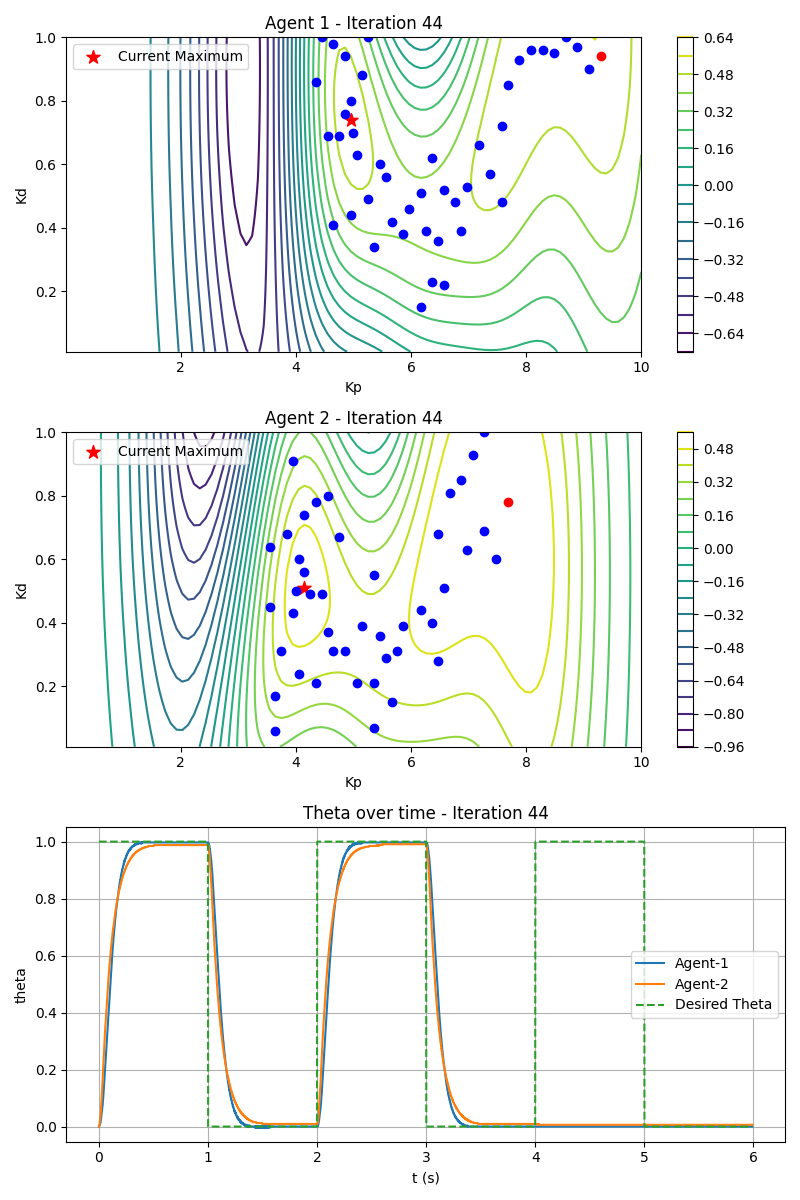 Agent 1 - Iteration 44
Current Maximum
1.0
0.8
0.6
0.4
0.2
Kd
2 4 6 8 10
Kp
0.64
0.48
0.32
0.16
0.00
−0.16
−0.32
−0.48
−0.64
Agent 2 - Iteration 44
Current Maximum
1.0
0.8
0.6
0.4
0.2
Kd
2 4 6 8 10
Kp
0.48
0.32
0.16
0.00
−0.16
−0.32
−0.48
−0.64
−0.80
−0.96
Theta over time - Iteration 44
1.0
0.8
0.6
0.4
0.2
0.0
theta
Agent-1
Agent-2
Desired Theta
0 1 2 3 4 5 6
t (s)